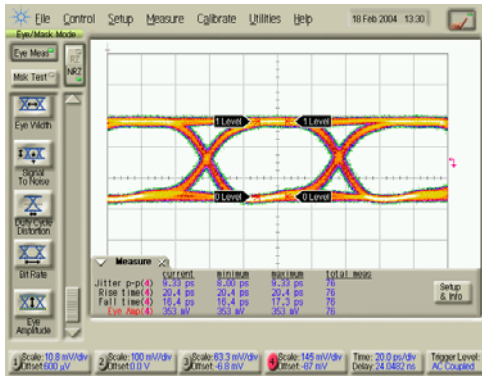 File Control Setup Measure Calibrate Utilities Help 18 Feb 2004 13:30
Eye/Mask Mode
Eye Meas
RZ
NRZ
Msk Test
Eye Width
Signal
To Noise
Duty Cycle
Distortion
Bit Rate
Eye
Amplitude
1 Level 1 Level
0 Level 0 Level
Measure
current minimum maximum total meas
Jitter p-p(4) 9.33 ps 8.00 ps 9.33 ps 76
Rise time(4) 20.4 ps 20.4 ps 20.4 ps 76
Fall time(4) 16.4 ps 16.4 ps 17.3 ps 76
Eye Amp(4) 353 mV 353 mV 353 mV 76
Setup
& Info
1 Scale: 10.8 mV/div
Offset: 600 µV
2 Scale: 100 mV/div
Offset: 0.0 V
3 Scale: 63.3 mV/div
Offset: -6.8 mV
4 Scale: 145 mV/div
Offset: -87 mV
Time: 20.0 ps/div
Delay: 24.0482 ns
Trigger Level:
AC Coupled